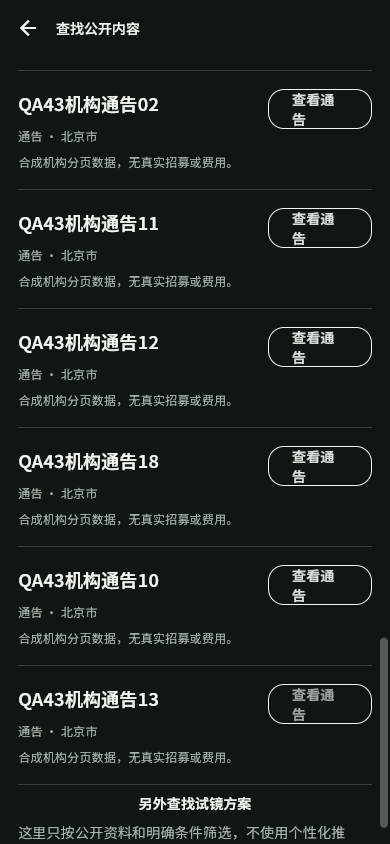 查找公开内容
QA43机构通告02
查看通
告
通告 · 北京市
合成机构分页数据，无真实招募或费用。
QA43机构通告11
查看通
告
通告 · 北京市
合成机构分页数据，无真实招募或费用。
QA43机构通告12
查看通
告
通告 · 北京市
合成机构分页数据，无真实招募或费用。
QA43机构通告18
查看通
告
通告 · 北京市
合成机构分页数据，无真实招募或费用。
QA43机构通告10
查看通
告
通告 · 北京市
合成机构分页数据，无真实招募或费用。
QA43机构通告13
查看通
告
通告 · 北京市
合成机构分页数据，无真实招募或费用。
另外查找试镜方案
这里只按公开资料和明确条件筛选，不使用个性化推